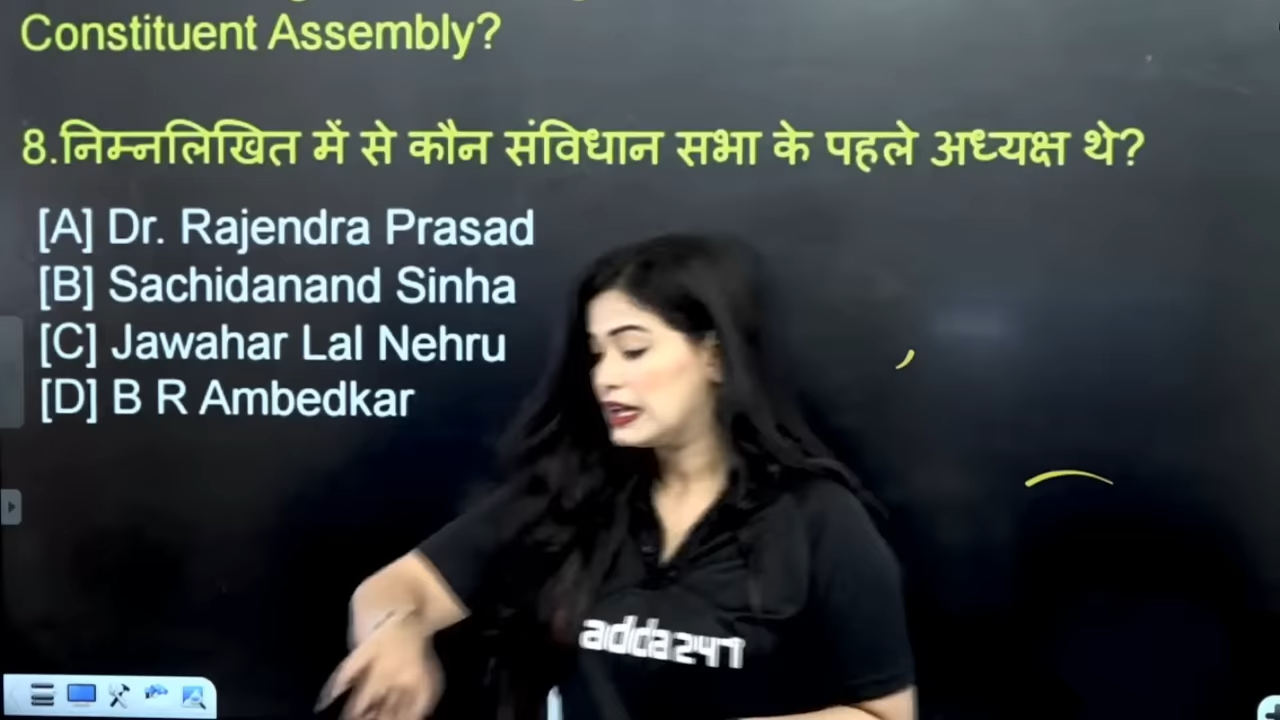 Constituent Assembly?
8.निम्नलिखित में से कौन संविधान सभा के पहले अध्यक्ष थे?
[A] Dr. Rajendra Prasad
[B] Sachidanand Sinha
[C] Jawahar Lal Nehru
[D] B R Ambedkar
adda247